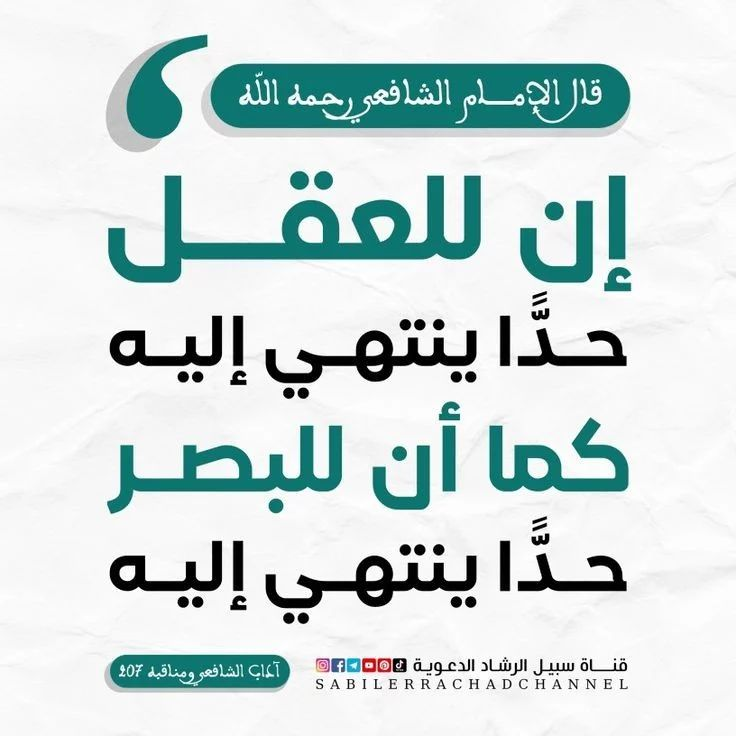 قال الإمام الشافعي رحمه الله
إن للعقل
حدًّا ينتهي إليه
كما أن للبصر
حدًّا ينتهي إليه
قناة سبيل الرشاد الدعوية
SABILERRACHADCHANNEL
آداب الشافعي ومناقبه 207